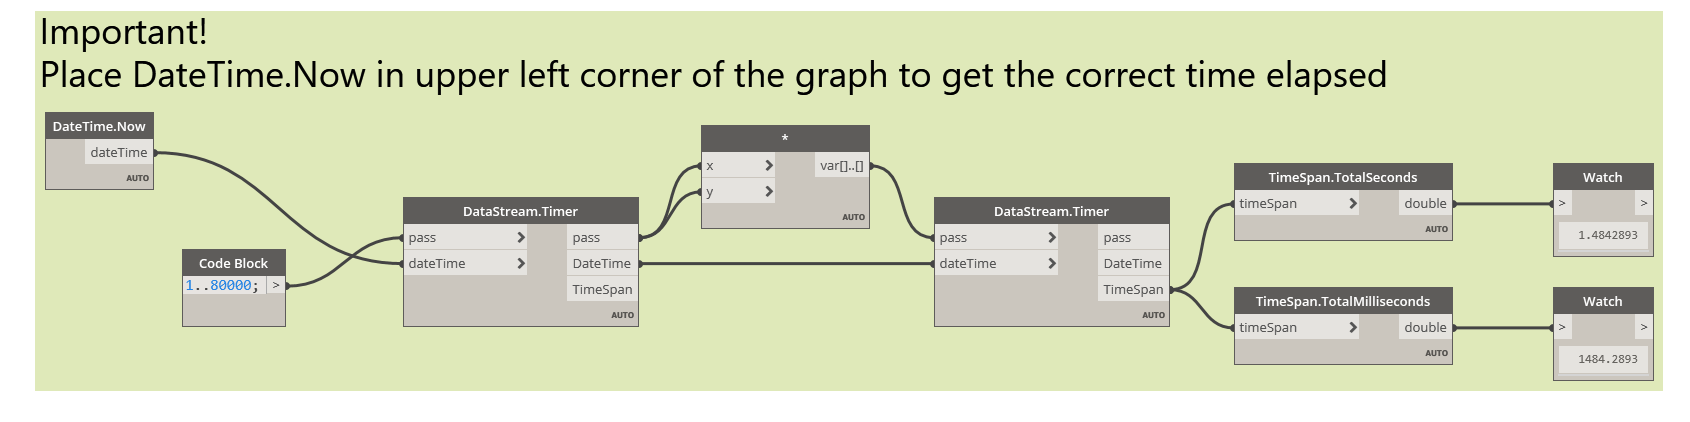 Important!
Place DateTime.Now in upper left corner of the graph to get the correct time elapsed
DateTime.Now
dateTime
AUTO
Code Block
1..80000; >
DataStream.Timer
pass > pass
dateTime > DateTime
TimeSpan
AUTO
*
x > var[]..[]
y >
AUTO
DataStream.Timer
pass > pass
dateTime > DateTime
TimeSpan
AUTO
TimeSpan.TotalSeconds
timeSpan > double
AUTO
Watch
> >
1.4842893
TimeSpan.TotalMilliseconds
timeSpan > double
AUTO
Watch
> >
1484.2893